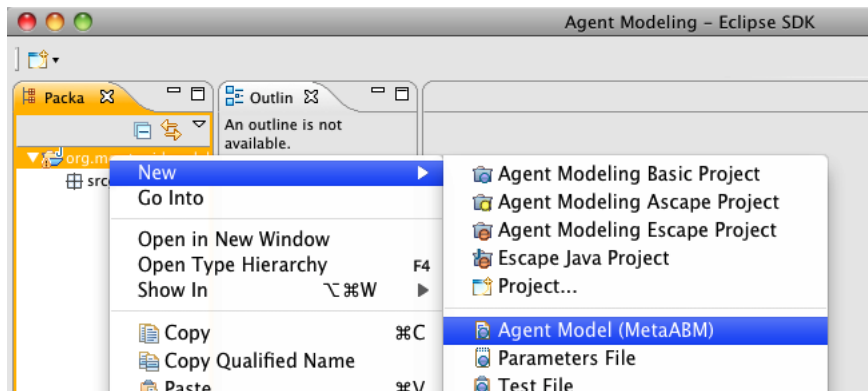 Agent Modeling – Eclipse SDK
Packa
Outlin
An outline is not
available.
src
New
Go Into
Open in New Window
Open Type Hierarchy F4
Show In ⌥⌘W
Copy ⌘C
Copy Qualified Name
Paste ⌘V
Agent Modeling Basic Project
Agent Modeling Ascape Project
Agent Modeling Escape Project
Escape Java Project
Project...
Agent Model (MetaABM)
Parameters File
Test File